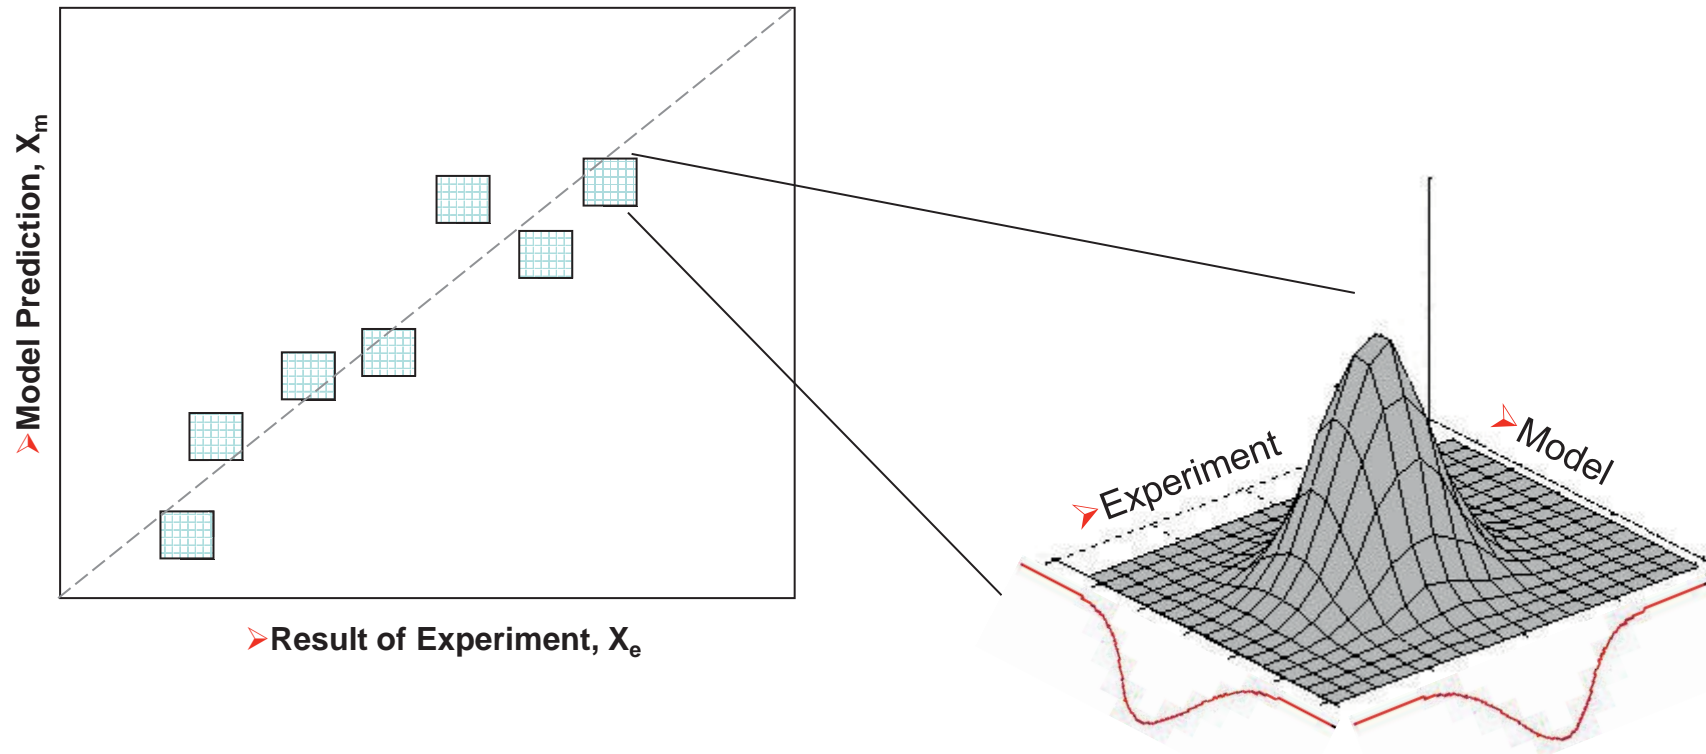 ➢Model Prediction, Xm
➢Result of Experiment, Xe
➢Experiment
➢Model